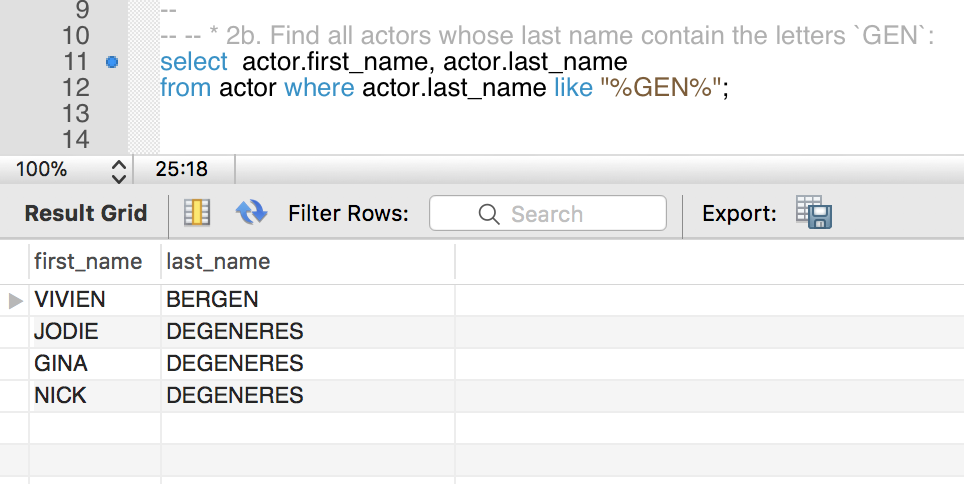 9 --
10 -- -- * 2b. Find all actors whose last name contain the letters `GEN`:
11 select  actor.first_name, actor.last_name
12 from actor where actor.last_name like "%GEN%";
13
14
100% 25:18
Result Grid Filter Rows: Search Export:
first_name last_name
VIVIEN BERGEN
JODIE DEGENERES
GINA DEGENERES
NICK DEGENERES